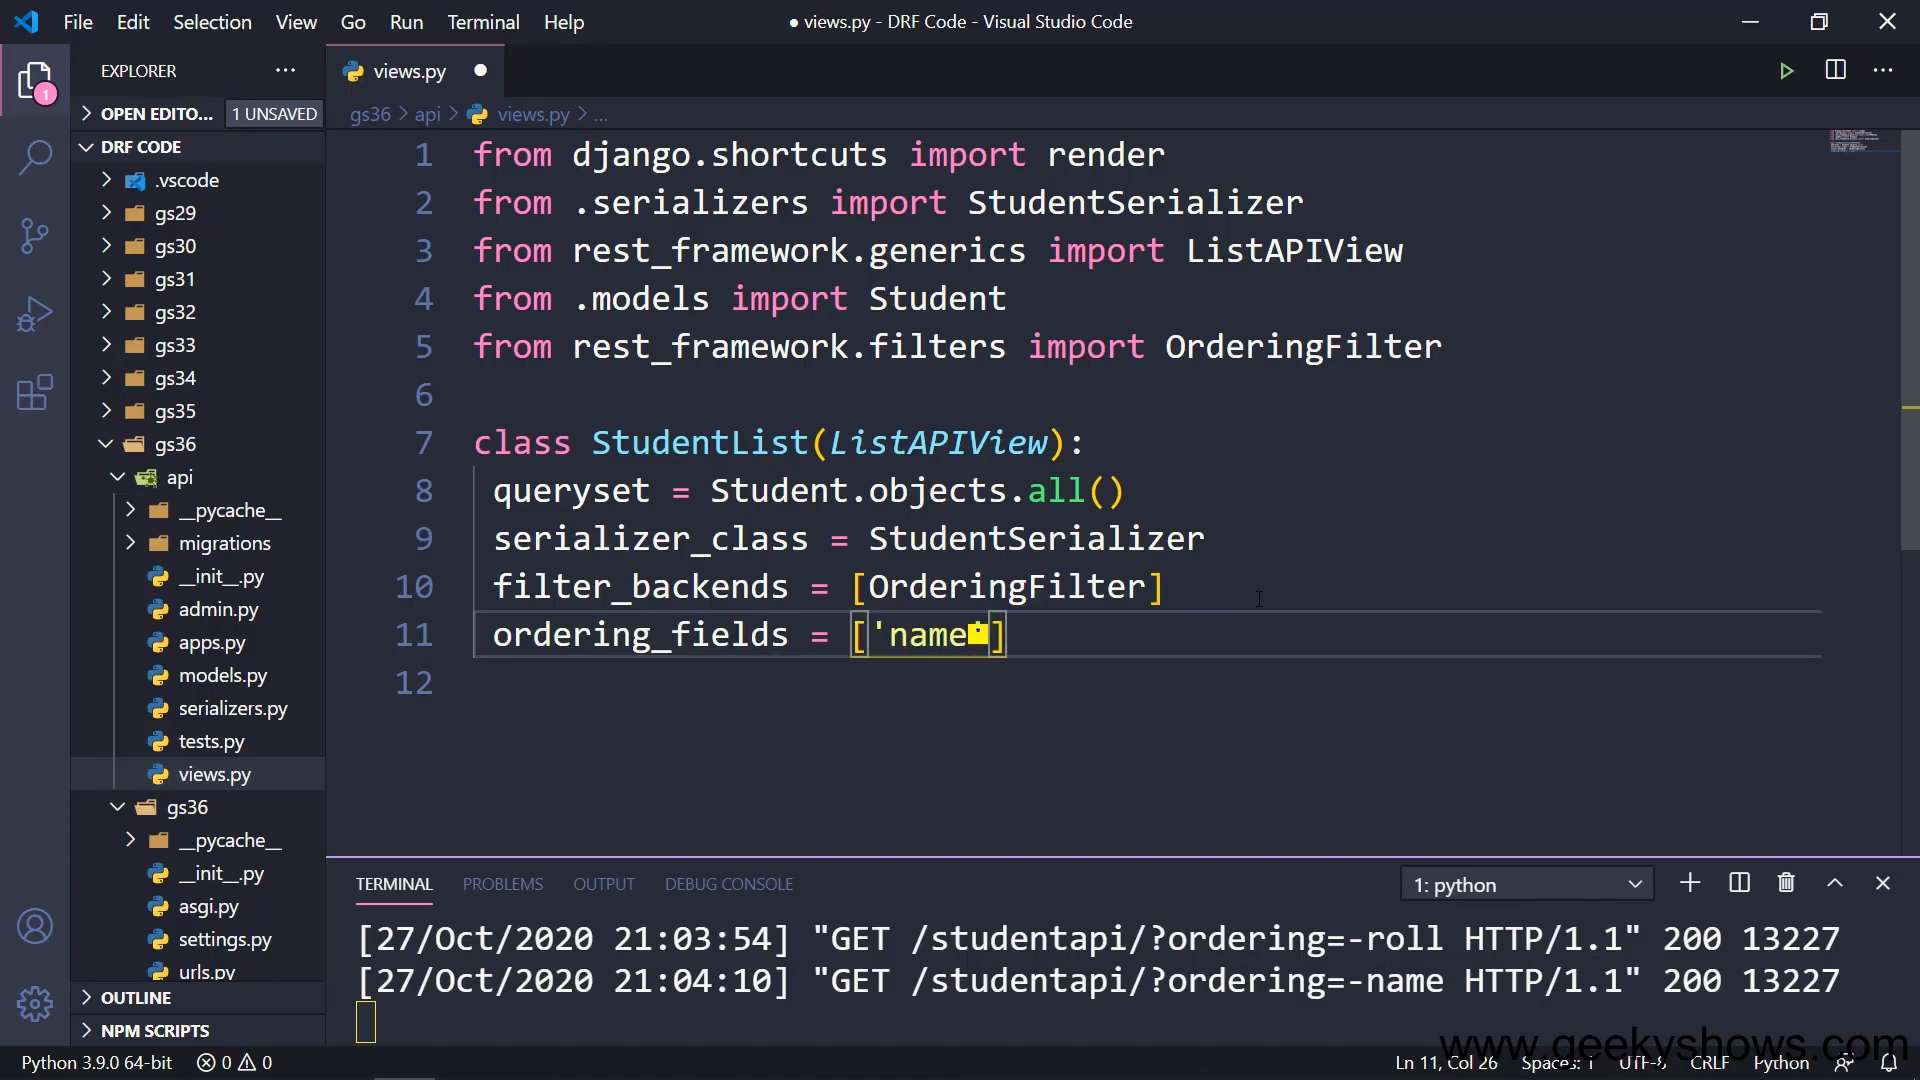 File Edit Selection View Go Run Terminal Help
● views.py - DRF Code - Visual Studio Code
EXPLORER
views.py
1
OPEN EDITO... 1 UNSAVED
gs36 > api > views.py > ...
DRF CODE
.vscode
gs29
gs30
gs31
gs32
gs33
gs34
gs35
gs36
api
__pycache__
migrations
__init__.py
admin.py
apps.py
models.py
serializers.py
tests.py
views.py
gs36
__pycache__
__init__.py
asgi.py
settings.py
urls.py
OUTLINE
NPM SCRIPTS
1 from django.shortcuts import render
2 from .serializers import StudentSerializer
3 from rest_framework.generics import ListAPIView
4 from .models import Student
5 from rest_framework.filters import OrderingFilter
6
7 class StudentList(ListAPIView):
8 queryset = Student.objects.all()
9 serializer_class = StudentSerializer
10 filter_backends = [OrderingFilter]
11 ordering_fields = ['name']
12
TERMINAL PROBLEMS OUTPUT DEBUG CONSOLE 1: python
[27/Oct/2020 21:03:54] "GET /studentapi/?ordering=-roll HTTP/1.1" 200 13227
[27/Oct/2020 21:04:10] "GET /studentapi/?ordering=-name HTTP/1.1" 200 13227
www.geekyshows.com
Python 3.9.0 64-bit 0 0 Ln 11, Col 26 Spaces: 1 UTF-8 CRLF Python